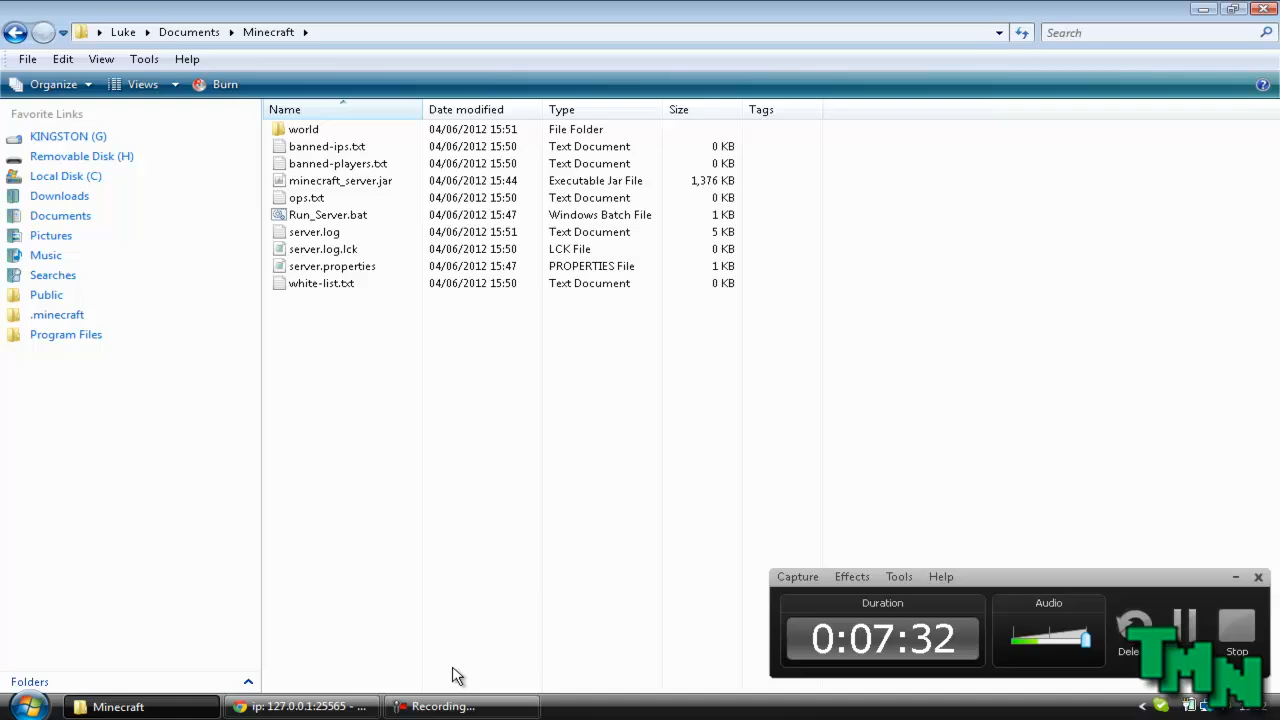 Luke Documents Minecraft
Search
File Edit View Tools Help
Organize Views Burn
Favorite Links
KINGSTON (G)
Removable Disk (H)
Local Disk (C)
Downloads
Documents
Pictures
Music
Searches
Public
.minecraft
Program Files
Folders
Name Date modified Type Size Tags
world 04/06/2012 15:51 File Folder
banned-ips.txt 04/06/2012 15:50 Text Document 0 KB
banned-players.txt 04/06/2012 15:50 Text Document 0 KB
minecraft_server.jar 04/06/2012 15:44 Executable Jar File 1,376 KB
ops.txt 04/06/2012 15:50 Text Document 0 KB
Run_Server.bat 04/06/2012 15:47 Windows Batch File 1 KB
server.log 04/06/2012 15:51 Text Document 5 KB
server.log.lck 04/06/2012 15:50 LCK File 0 KB
server.properties 04/06/2012 15:47 PROPERTIES File 1 KB
white-list.txt 04/06/2012 15:50 Text Document 0 KB
Capture Effects Tools Help
Duration Audio
0:07:32
Dele Stop
TMN
Minecraft ip: 127.0.0.1:25565 - ... Recording...